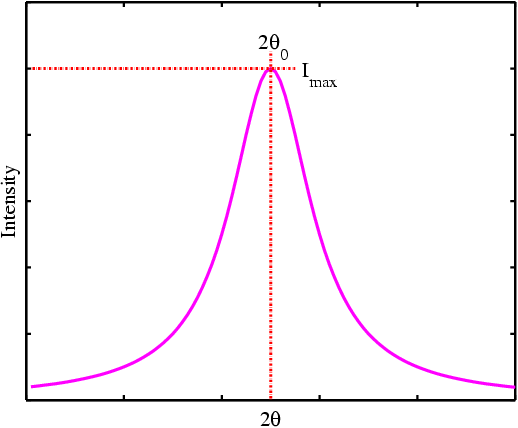 2θ₀
Iₘₐₓ
Intensity
2θ